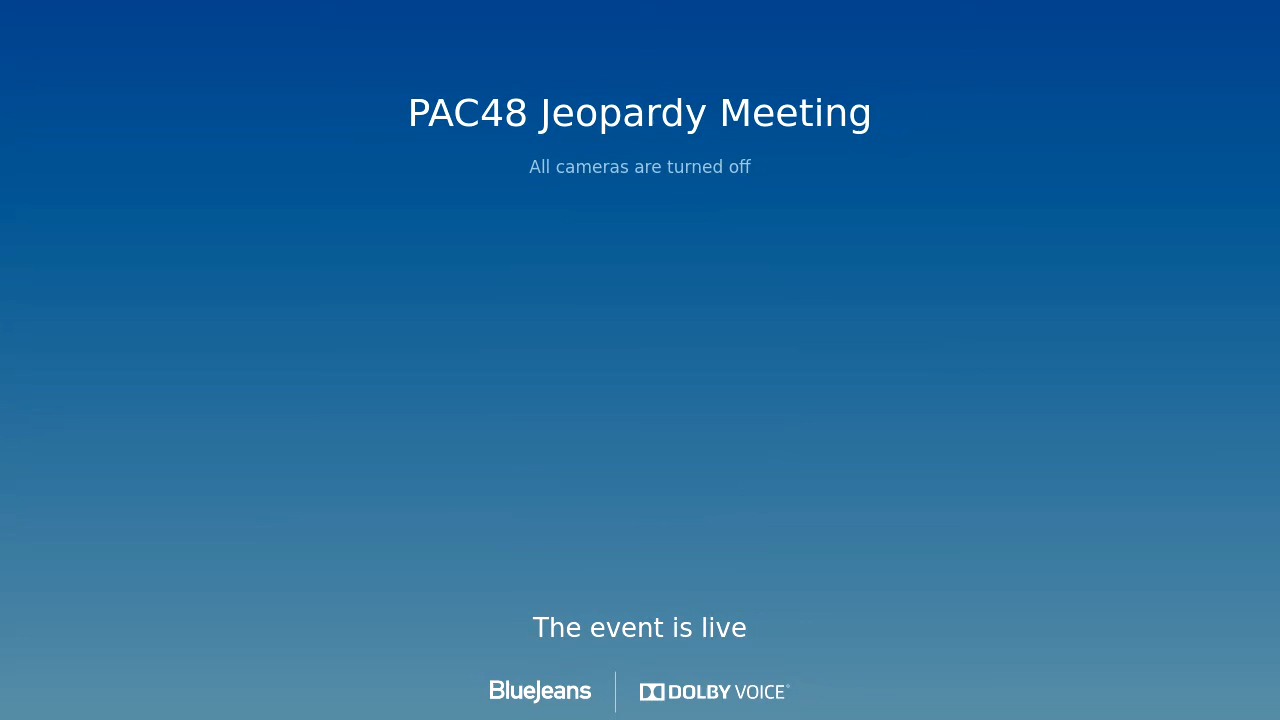 PAC48 Jeopardy Meeting
All cameras are turned off
The event is live
BlueJeans
DOLBY VOICE®